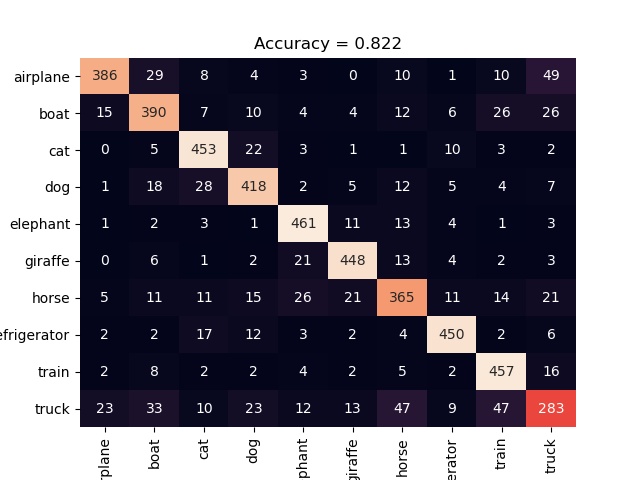 Accuracy = 0.822
airplane 386 29 8 4 3 0 10 1 10 49
boat 15 390 7 10 4 4 12 6 26 26
cat 0 5 453 22 3 1 1 10 3 2
dog 1 18 28 418 2 5 12 5 4 7
elephant 1 2 3 1 461 11 13 4 1 3
giraffe 0 6 1 2 21 448 13 4 2 3
horse 5 11 11 15 26 21 365 11 14 21
efrigerator 2 2 17 12 3 2 4 450 2 6
train 2 8 2 2 4 2 5 2 457 16
truck 23 33 10 23 12 13 47 9 47 283
rplane boat cat dog phant giraffe horse erator train truck